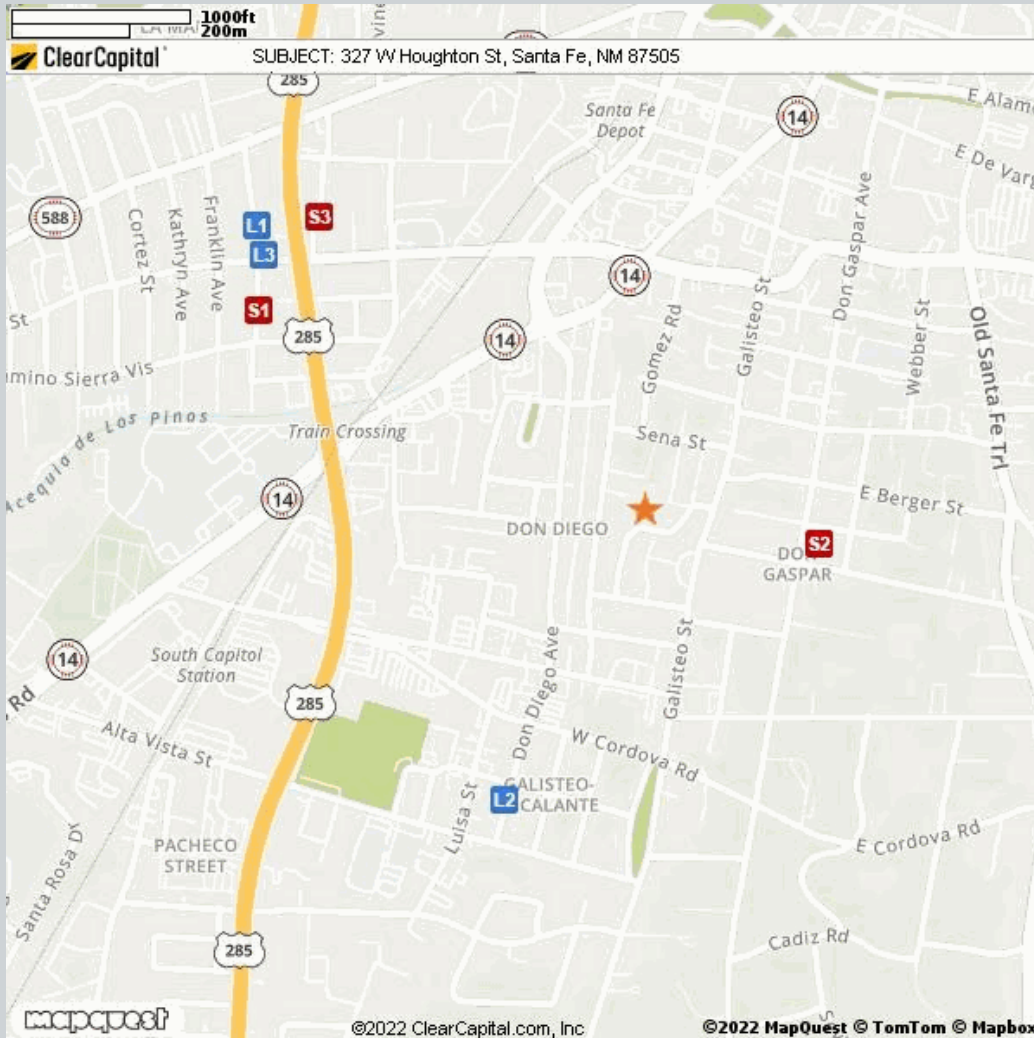 1000ft
200m
ClearCapital
SUBJECT: 327 W Houghton St, Santa Fe, NM 87505
285
Santa Fe
Depot
14
E Alam
E De Var
588
Cortez St
Kathryn Ave
Franklin Ave
L1
L3
S3
S1
14
Don Gaspar Ave
Galisteo St
Gomez Rd
Webber St
Old Santa Fe Trl
St
285
14
amino Sierra Vis
Acequia de Los Pinos
Train Crossing
Sena St
14
E Berger St
DON DIEGO
S2
DON
GASPAR
14
South Capitol
Station
Rd
285
Alta Vista St
Don Diego Ave
Galisteo St
W Cordova Rd
L2
GALISTEO-
CALANTE
Luisa St
E Cordova Rd
PACHECO
STREET
Santa Rosa Dr
285
Cadiz Rd
mapquest
©2022 ClearCapital.com, Inc
©2022 MapQuest © TomTom © Mapbox